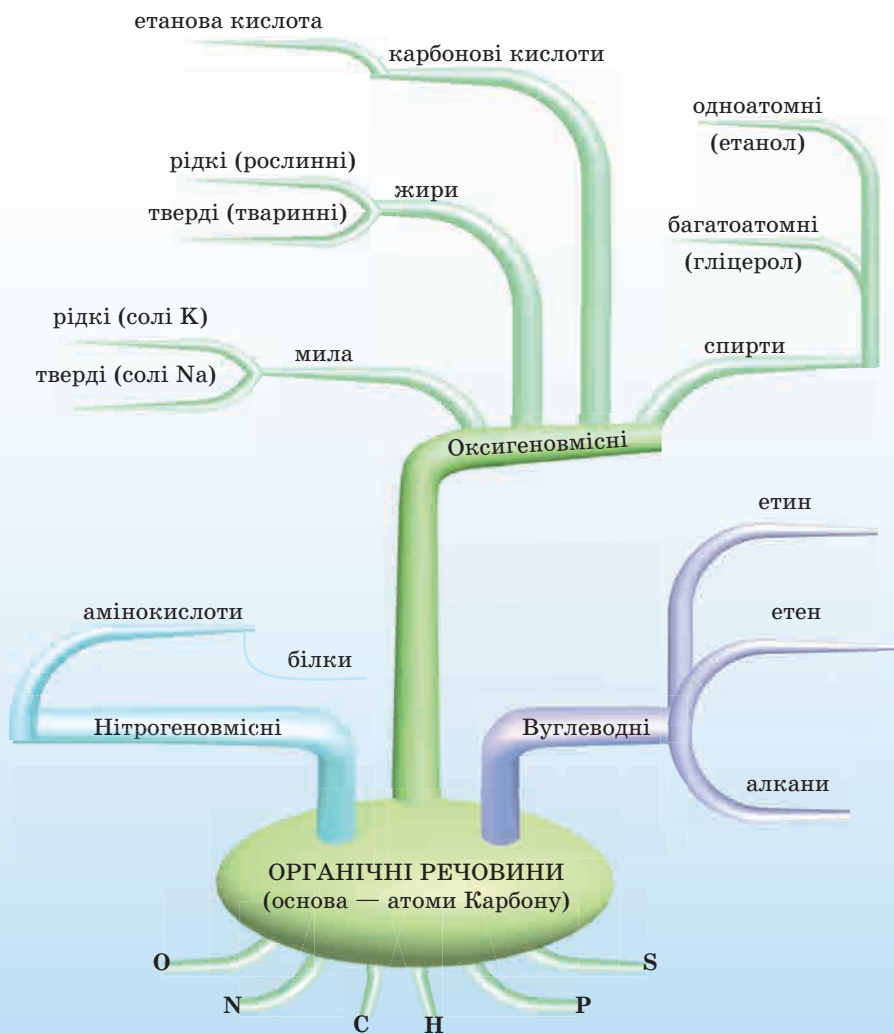 етанова кислота
карбонові кислоти
одноатомні
(етанол)
рідкі (рослинні)
жири
тверді (тваринні)
багатоатомні
(гліцерол)
рідкі (солі K)
мила
спирти
тверді (солі Na)
Оксигеновмісні
етин
амінокислоти
етен
білки
Нітрогеновмісні
Вуглеводні
алкани
ОРГАНІЧНІ РЕЧОВИНИ
(основа — атоми Карбону)
O
S
N
P
C
H